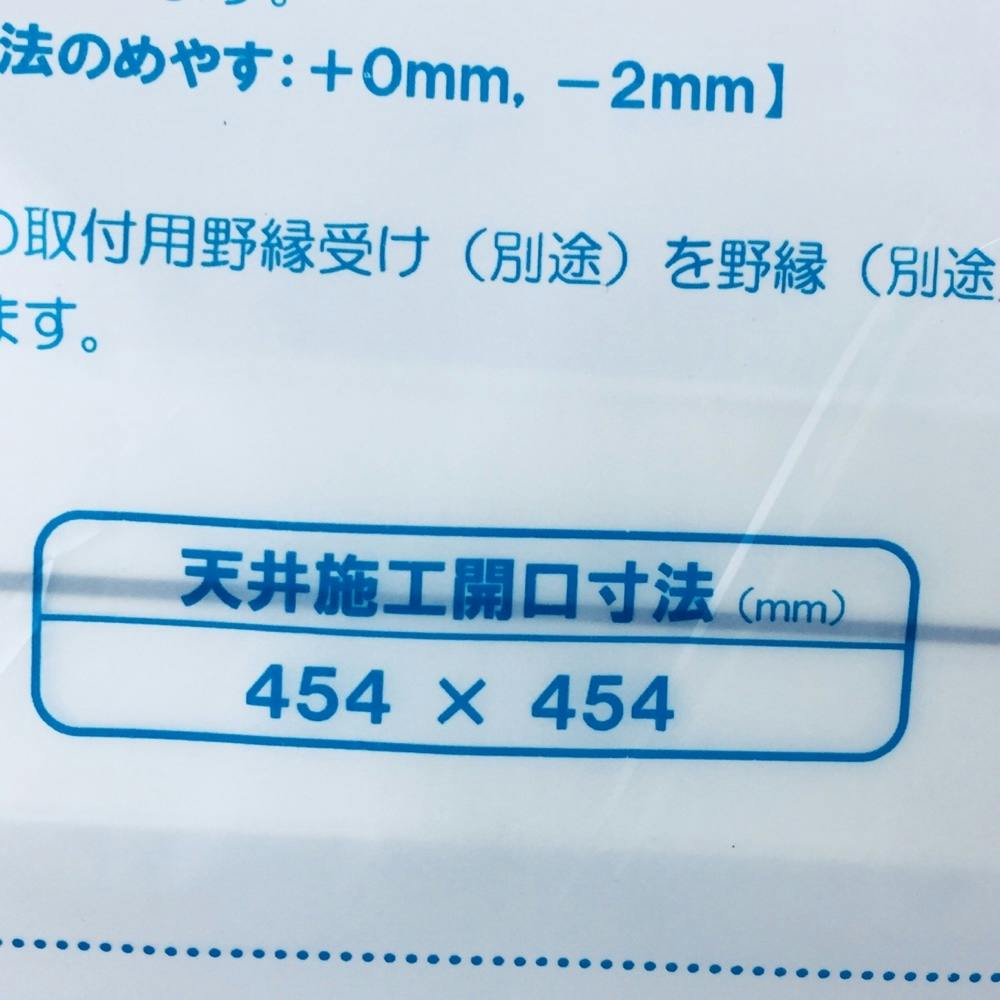 法のめやす:+0mm, −2mm】
取付用野縁受け（別途）を野縁（別途
ます。
天井施工開口寸法（mm）
454 × 454